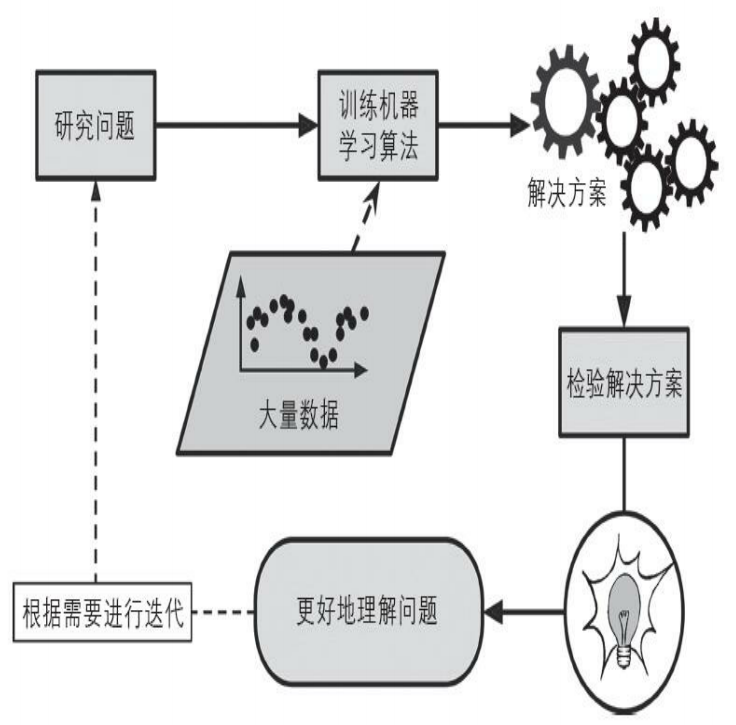 研究问题
训练机器
学习算法
解决方案
大量数据
检验解决方案
更好地理解问题
根据需要进行迭代